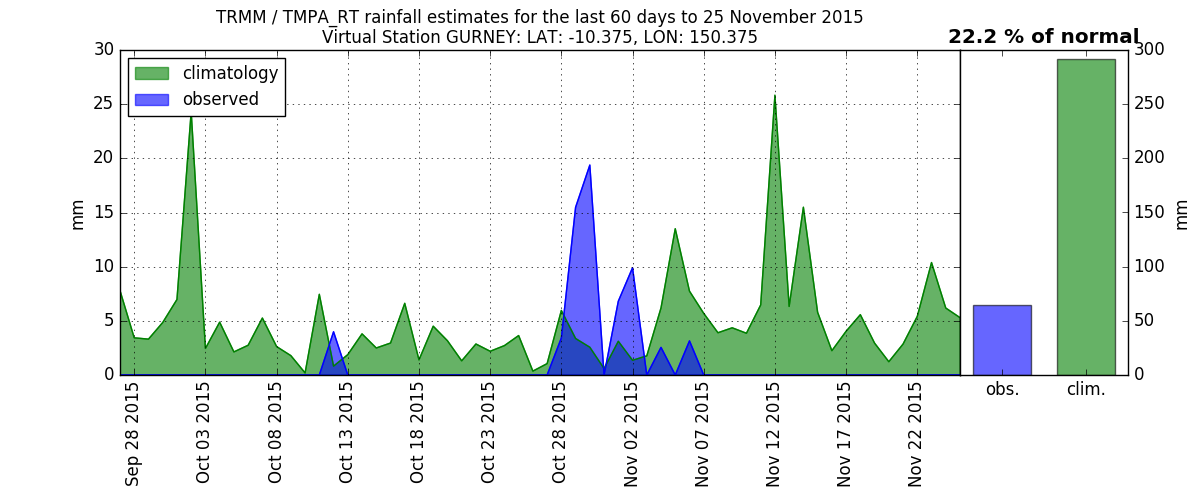 TRMM / TMPA_RT rainfall estimates for the last 60 days to 25 November 2015
Virtual Station GURNEY: LAT: -10.375, LON: 150.375
22.2 % of normal
climatology
observed
30
25
20
15
10
5
0
mm
Sep 28 2015
Oct 03 2015
Oct 08 2015
Oct 13 2015
Oct 18 2015
Oct 23 2015
Oct 28 2015
Nov 02 2015
Nov 07 2015
Nov 12 2015
Nov 17 2015
Nov 22 2015
300
250
200
150
100
50
0
mm
obs.
clim.